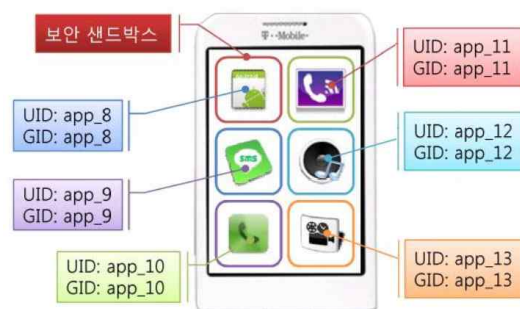 보안 샌드박스
T··Mobile·
UID: app_8
GID: app_8
UID: app_9
GID: app_9
UID: app_10
GID: app_10
sms
UID: app_11
GID: app_11
UID: app_12
GID: app_12
UID: app_13
GID: app_13